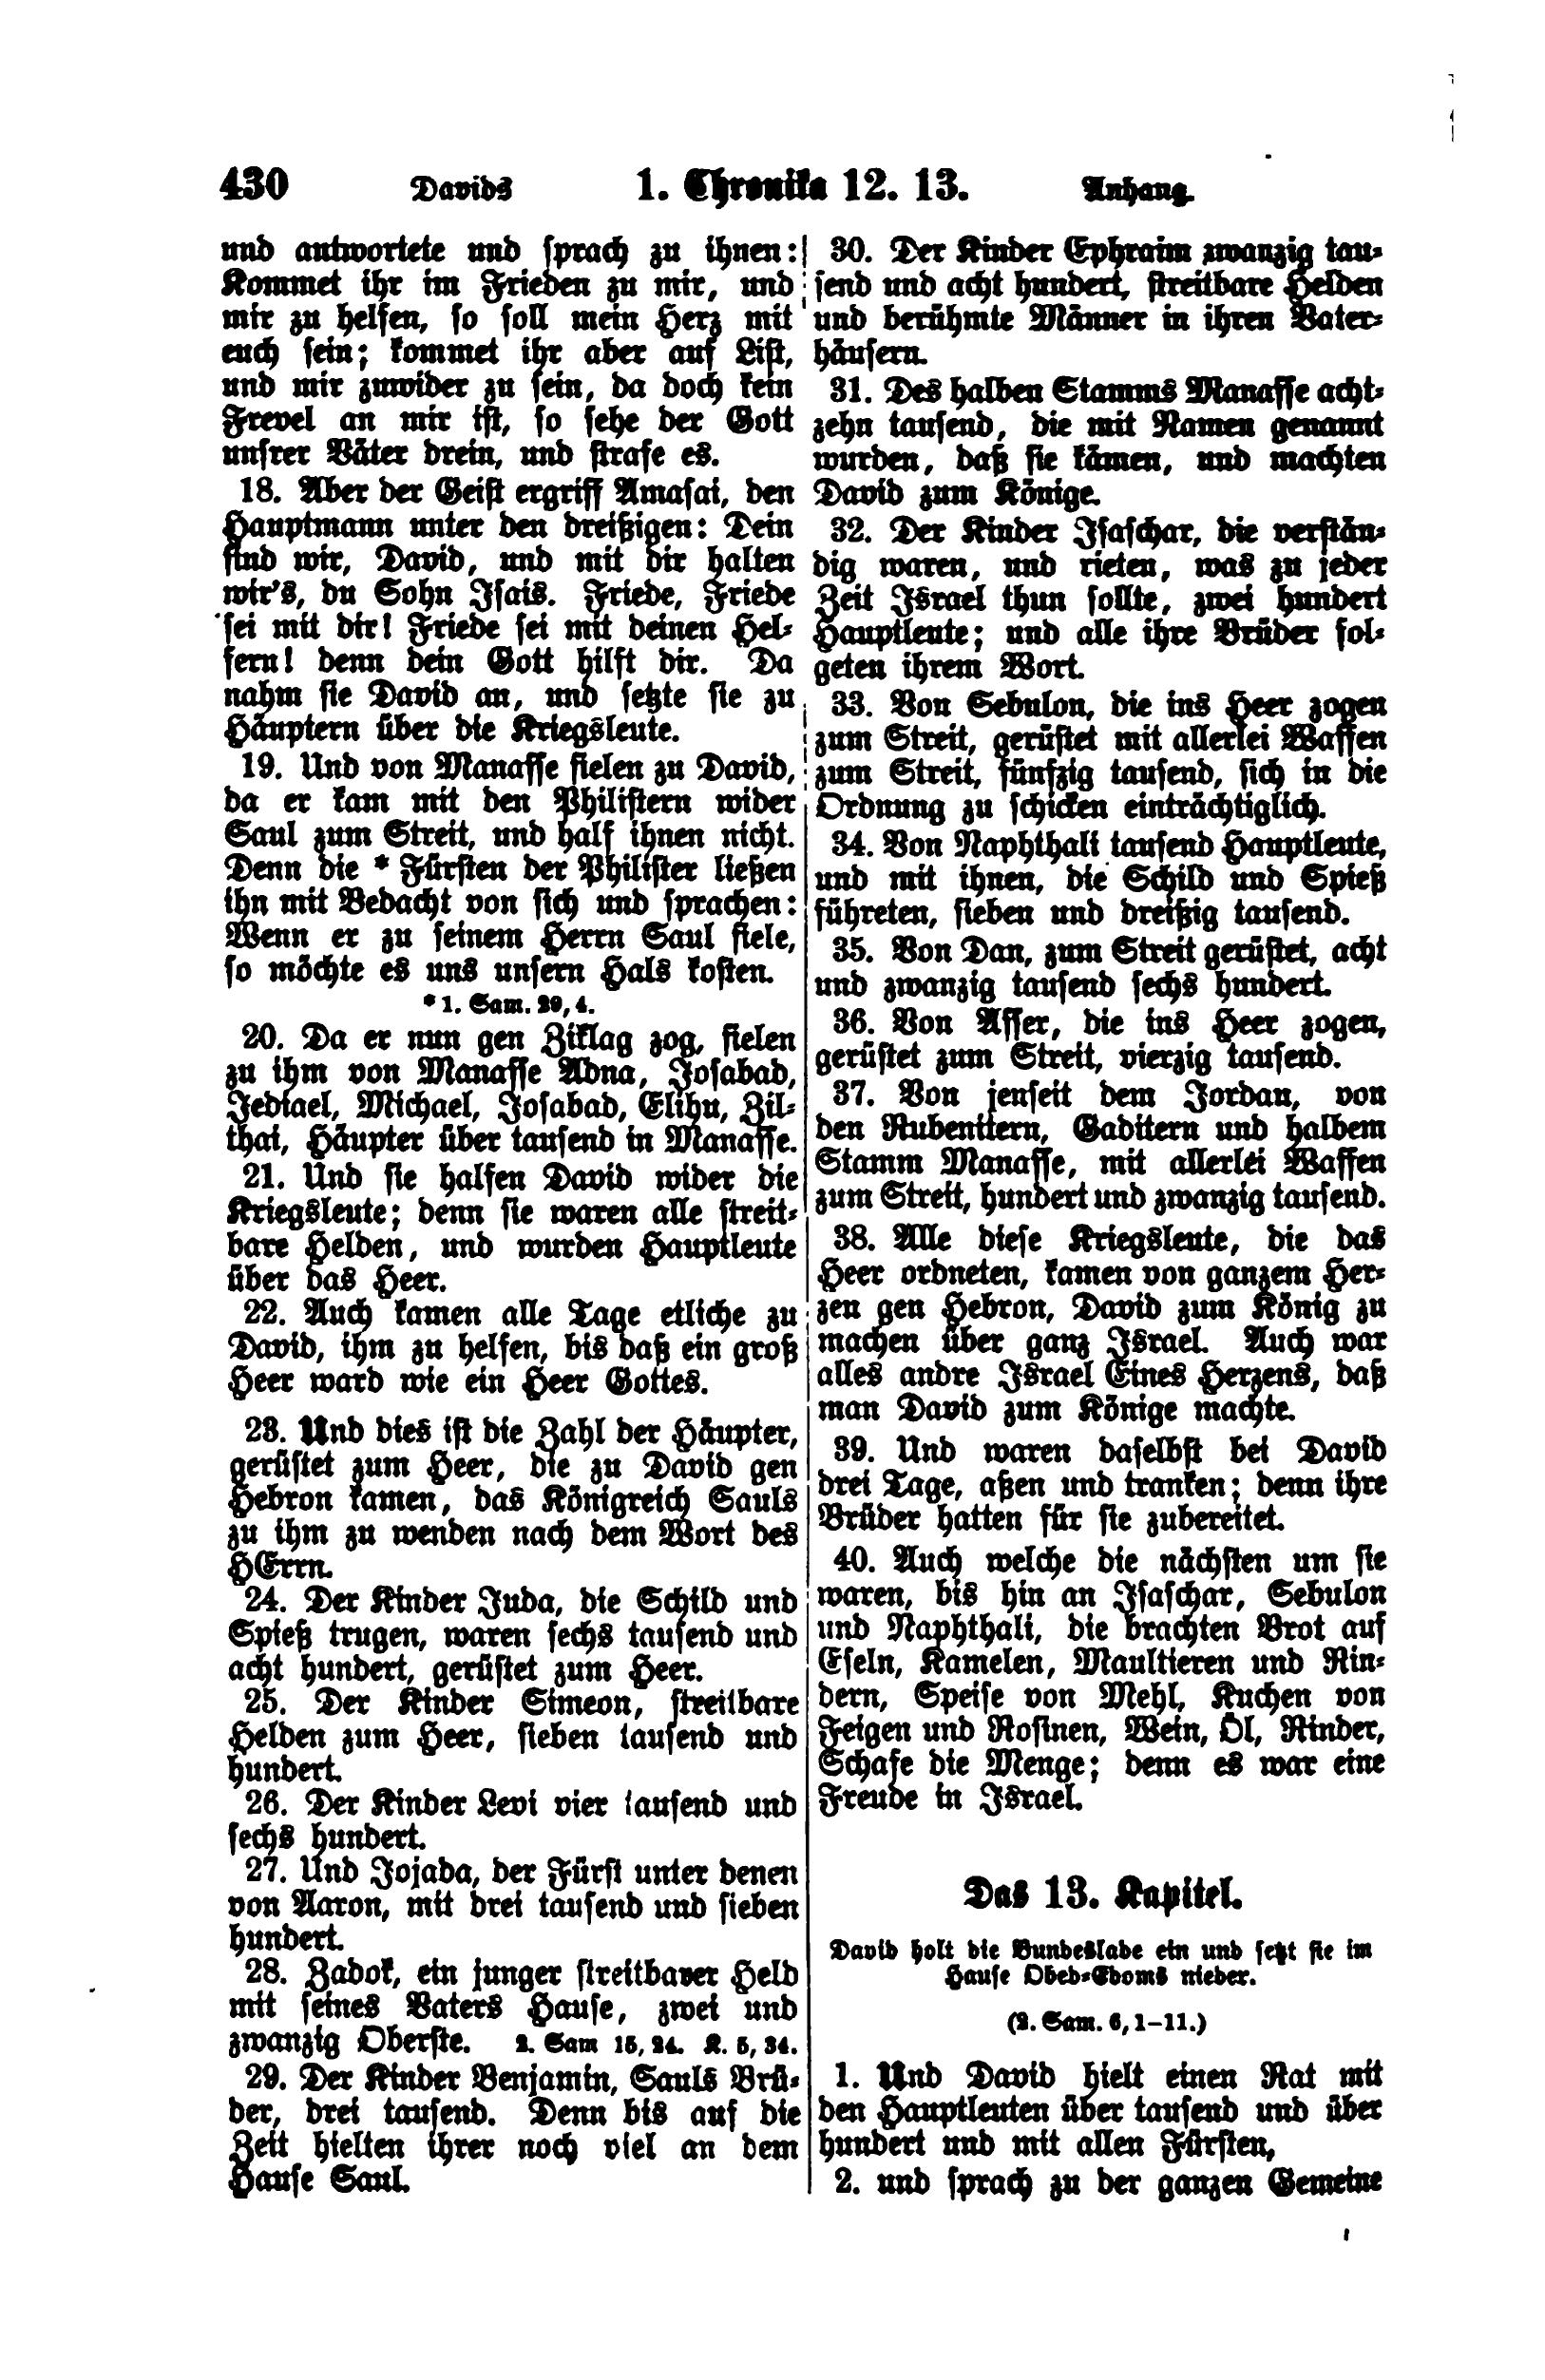 430 Davids 1. Chronika 12. 13. Anhang.
und antwortete und sprach zu ihnen:
Kommet ihr im Frieden zu mir, und
mir zu helfen, so soll mein Herz mit
euch sein; kommet ihr aber auf List,
und mir zuwider zu sein, da doch kein
Frevel an mir ist, so sehe der Gott
unsrer Väter drein, und strafe es.
18. Aber der Geist ergriff Amasai, den
Hauptmann unter den dreißigen: Dein
sind wir, David, und mit dir halten
wir's, du Sohn Isais. Friede, Friede
sei mit dir! Friede sei mit deinen Hel-
fern! denn dein Gott hilft dir. Da
nahm sie David an, und setzte sie zu
Häuptern über die Kriegsleute.
19. Und von Manasse fielen zu David,
da er kam mit den Philistern wider
Saul zum Streit, und half ihnen nicht.
Denn die * Fürsten der Philister ließen
ihn mit Bedacht von sich und sprachen:
Wenn er zu seinem Herrn Saul fiele,
so möchte es uns unsern Hals kosten.
* 1. Sam. 29, 4.
20. Da er nun gen Ziklag zog, fielen
zu ihm von Manasse Adna, Josabad,
Jediael, Michael, Josabad, Elihu, Zil-
thai, Häupter über tausend in Manasse.
21. Und sie halfen David wider die
Kriegsleute; denn sie waren alle streit-
bare Helden, und wurden Hauptleute
über das Heer.
22. Auch kamen alle Tage etliche zu
David, ihm zu helfen, bis daß ein groß
Heer ward wie ein Heer Gottes.
23. Und dies ist die Zahl der Häupter,
gerüstet zum Heer, die zu David gen
Hebron kamen, das Königreich Sauls
zu ihm zu wenden nach dem Wort des
HErrn.
24. Der Kinder Juda, die Schild und
Spieß trugen, waren sechs tausend und
acht hundert, gerüstet zum Heer.
25. Der Kinder Simeon, streitbare
Helden zum Heer, sieben tausend und
hundert.
26. Der Kinder Levi vier tausend und
sechs hundert.
27. Und Jojada, der Fürst unter denen
von Aaron, mit drei tausend und sieben
hundert.
28. Zadok, ein junger streitbarer Held
mit seines Vaters Hause, zwei und
zwanzig Oberste. 2. Sam 15, 24. K. 5, 34.
29. Der Kinder Benjamin, Sauls Brü-
der, drei tausend. Denn bis auf die
Zeit hielten ihrer noch viel an dem
Hause Saul.
30. Der Kinder Ephraim zwanzig tau-
send und acht hundert, streitbare Helden
und berühmte Männer in ihren Vater-
häusern.
31. Des halben Stamms Manasse acht-
zehn tausend, die mit Namen genannt
wurden, daß sie kämen, und machten
David zum Könige.
32. Der Kinder Isaschar, die verstän-
dig waren, und rieten, was zu jeder
Zeit Israel thun sollte, zwei hundert
Hauptleute; und alle ihre Brüder fol-
geten ihrem Wort.
33. Von Sebulon, die ins Heer zogen
zum Streit, gerüstet mit allerlei Waffen
zum Streit, fünfzig tausend, sich in die
Ordnung zu schicken einträchtiglich.
34. Von Naphthali tausend Hauptleute,
und mit ihnen, die Schild und Spieß
führeten, sieben und dreißig tausend.
35. Von Dan, zum Streit gerüstet, acht
und zwanzig tausend sechs hundert.
36. Von Asser, die ins Heer zogen,
gerüstet zum Streit, vierzig tausend.
37. Von jenseit dem Jordan, von
den Rubenitern, Gaditern und halbem
Stamm Manasse, mit allerlei Waffen
zum Streit, hundert und zwanzig tausend.
38. Alle diese Kriegsleute, die das
Heer ordneten, kamen von ganzem Her-
zen gen Hebron, David zum König zu
machen über ganz Israel. Auch war
alles andre Israel Eines Herzens, daß
man David zum Könige machte.
39. Und waren daselbst bei David
drei Tage, aßen und tranken; denn ihre
Brüder hatten für sie zubereitet.
40. Auch welche die nächsten um sie
waren, bis hin an Isaschar, Sebulon
und Naphthali, die brachten Brot auf
Eseln, Kamelen, Maultieren und Rin-
dern, Speise von Mehl, Kuchen von
Feigen und Rosinen, Wein, Öl, Rinder,
Schafe die Menge; denn es war eine
Freude in Israel.
Das 13. Kapitel.
David holt die Bundeslade ein und setzt sie im
Hause Obed-Edoms nieder.
(2. Sam. 6, 1-11.)
1. Und David hielt einen Rat mit
den Hauptleuten über tausend und über
hundert und mit allen Fürsten,
2. und sprach zu der ganzen Gemeine